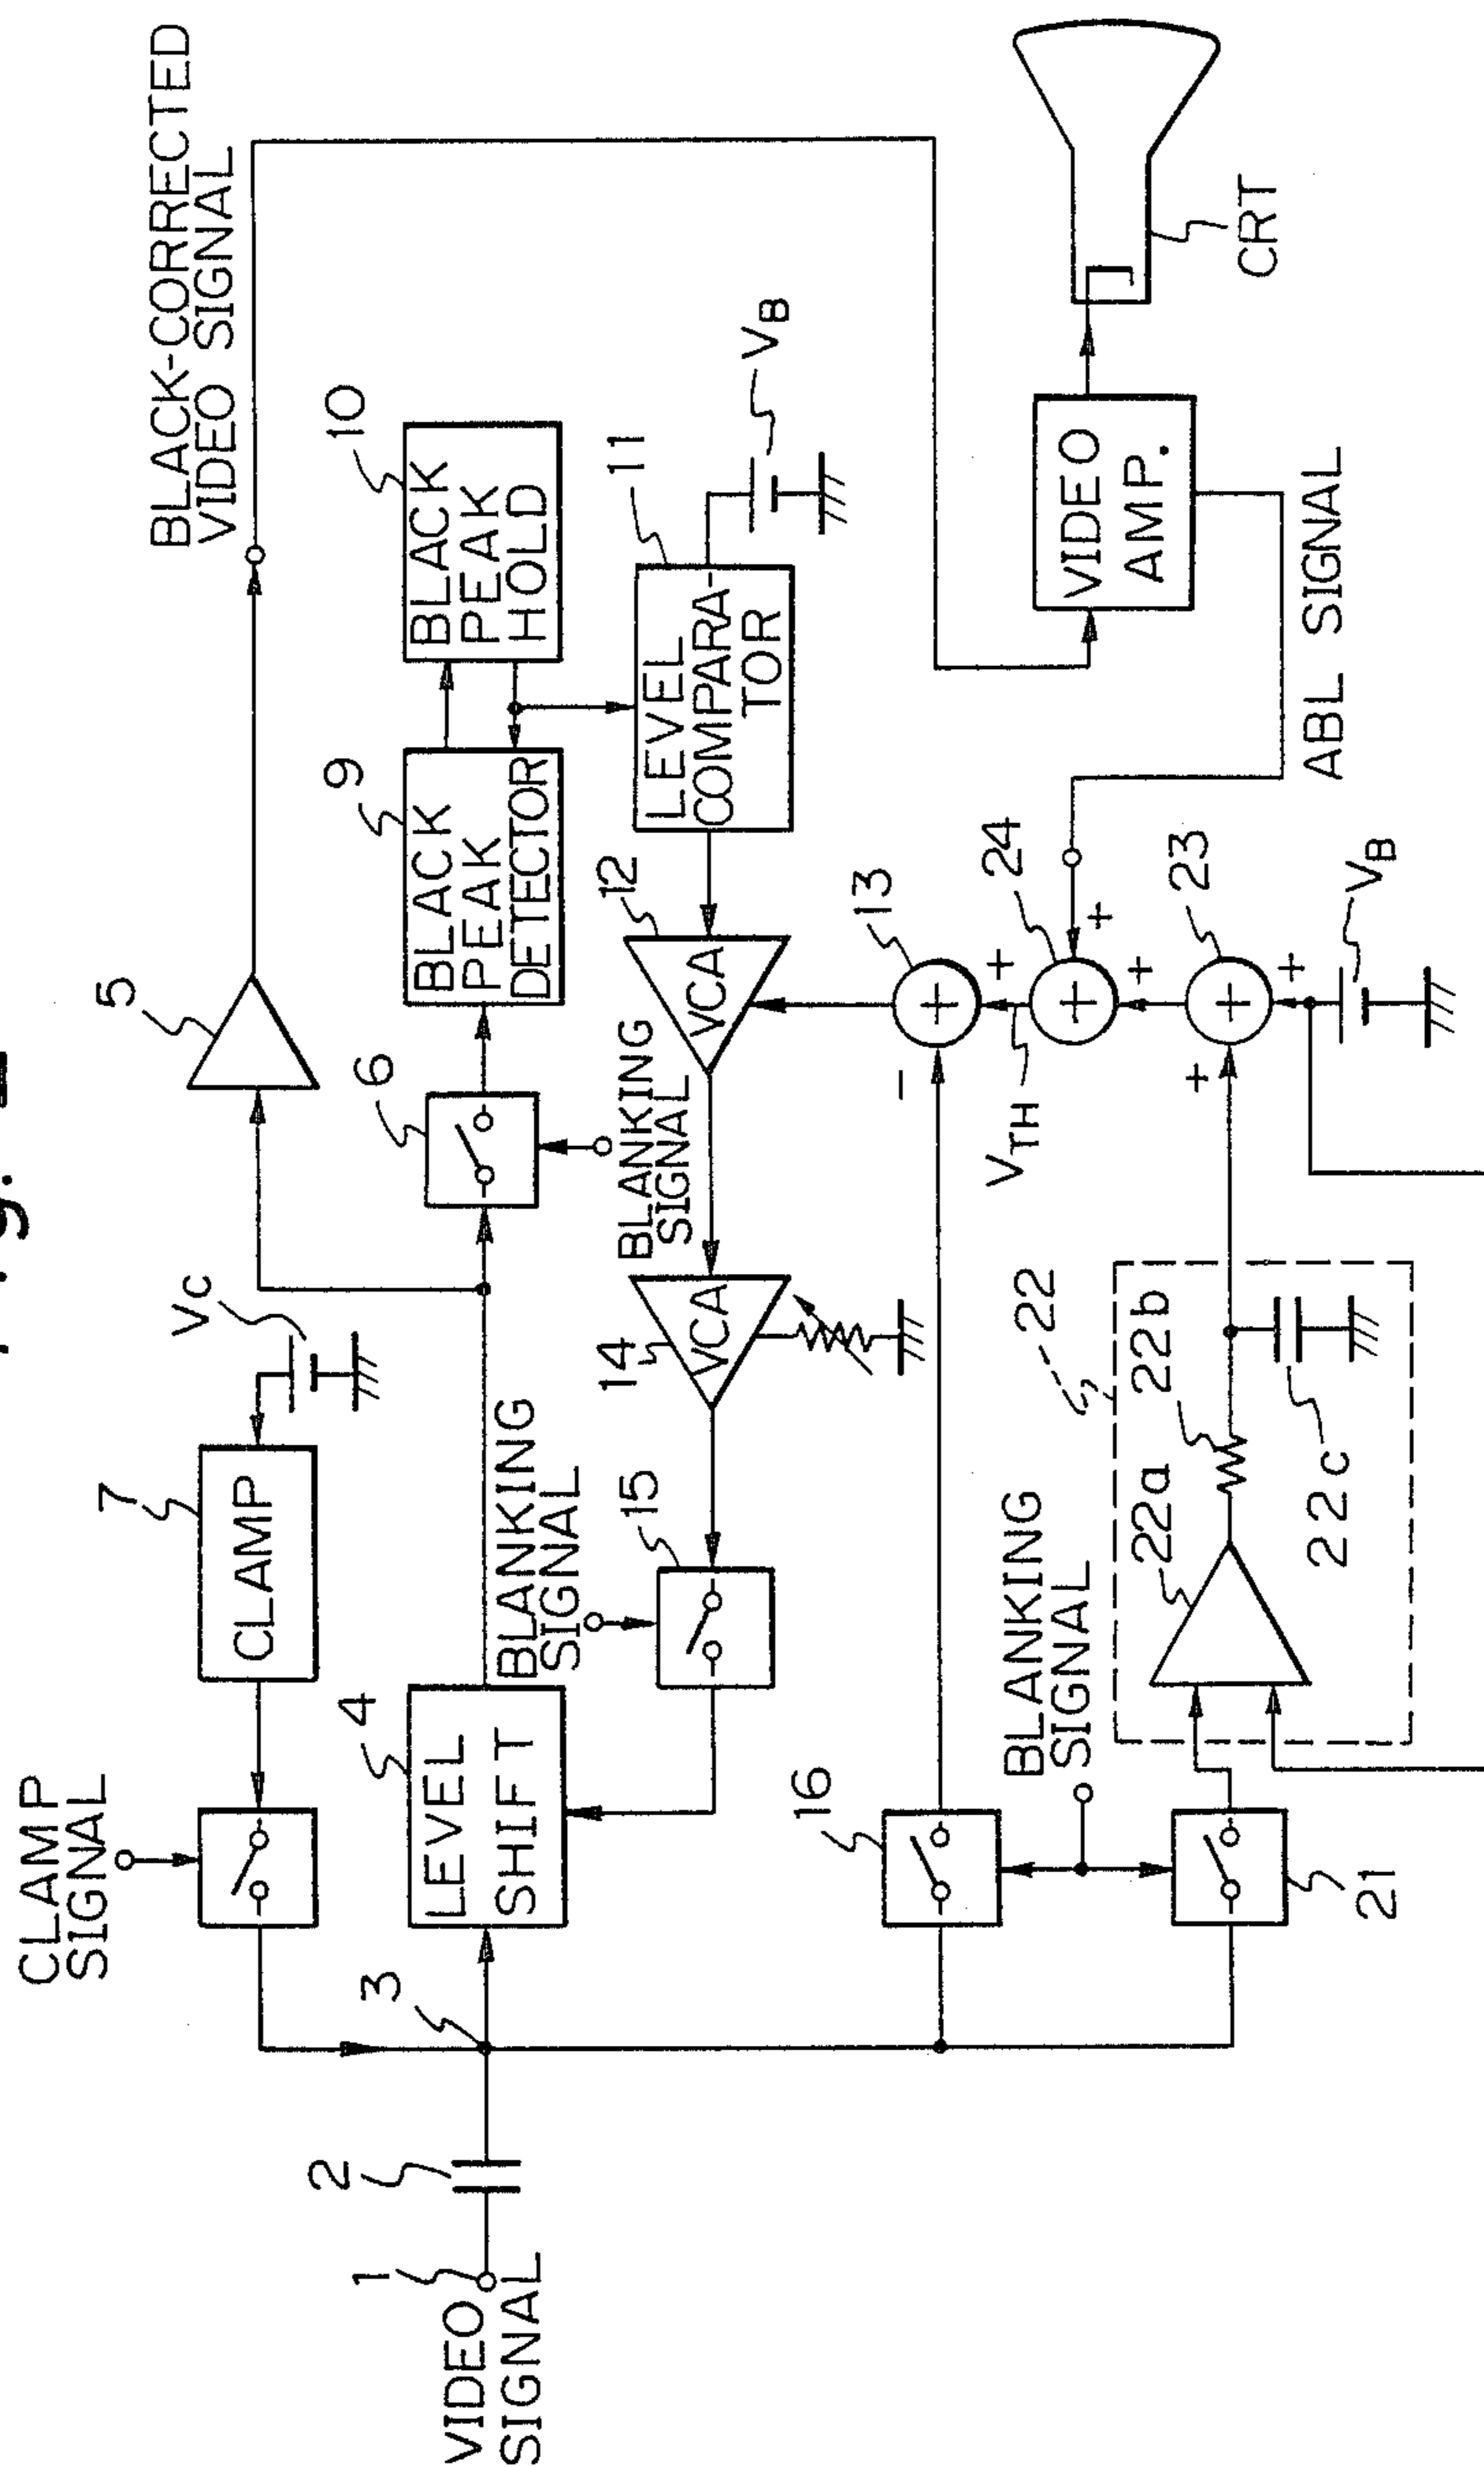 BLACK-CORRECTED
VIDEO SIGNAL
5
VC
7
CLAMP
CLAMP
SIGNAL
10
BLACK
PEAK
HOLD
9
BLACK
PEAK
DETECTOR
6
BLANKING
SIGNAL
4
LEVEL
SHIFT
3
2
1
VIDEO
SIGNAL
VB
11
LEVEL
COMPARA-
TOR
12
VCA
14
VCA
BLANKING
SIGNAL
15
13
+
-
+
VTH
24
+
+
+
ABL SIGNAL
VIDEO
AMP.
CRT
23
+
+
+
VB
22
22b
22a
22c
BLANKING
SIGNAL
16
21